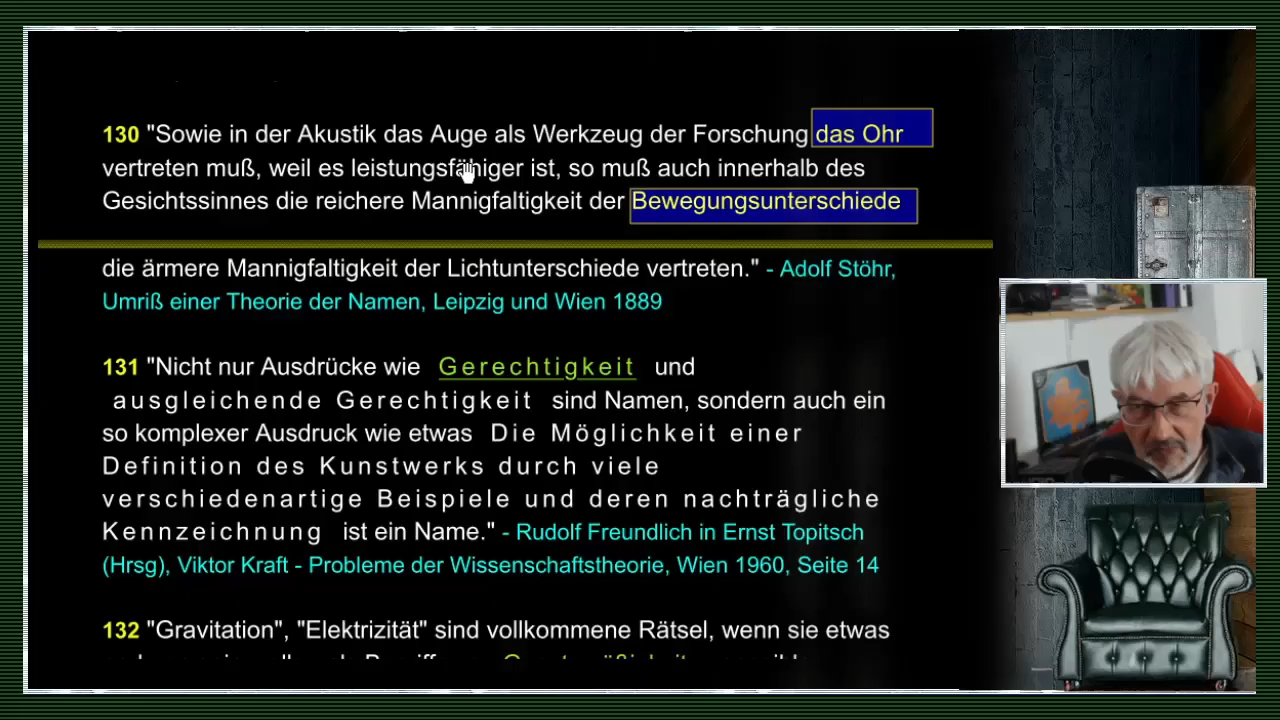 130 "Sowie in der Akustik das Auge als Werkzeug der Forschung das Ohr
vertreten muß, weil es leistungsfähiger ist, so muß auch innerhalb des
Gesichtssinnes die reichere Mannigfaltigkeit der Bewegungsunterschiede
die ärmere Mannigfaltigkeit der Lichtunterschiede vertreten." - Adolf Stöhr,
Umriß einer Theorie der Namen, Leipzig und Wien 1889
131 "Nicht nur Ausdrücke wie Gerechtigkeit und
ausgleichende Gerechtigkeit sind Namen, sondern auch ein
so komplexer Ausdruck wie etwas Die Möglichkeit einer
Definition des Kunstwerks durch viele
verschiedenartige Beispiele und deren nachträgliche
Kennzeichnung ist ein Name." - Rudolf Freundlich in Ernst Topitsch
(Hrsg), Viktor Kraft - Probleme der Wissenschaftstheorie, Wien 1960, Seite 14
132 "Gravitation", "Elektrizität" sind vollkommene Rätsel, wenn sie etwas